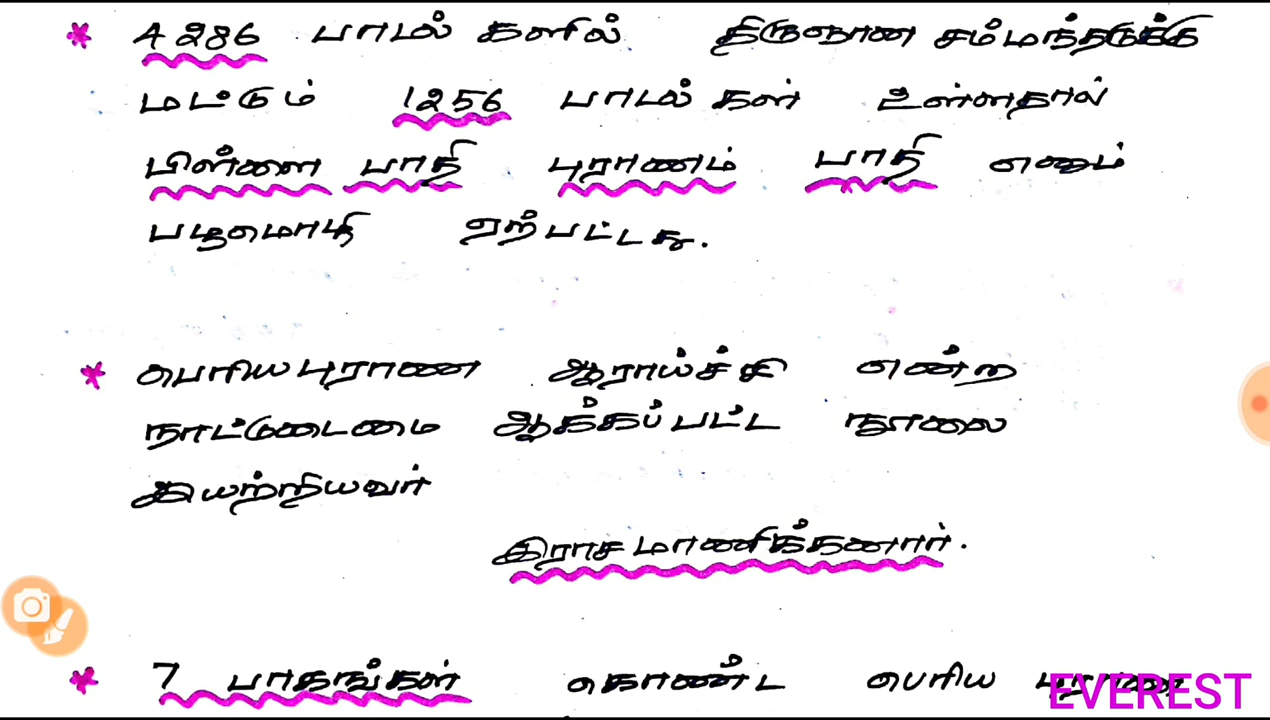 * 4286 பாடல்களில் திருஞான சம்மந்தருக்கு
மட்டும் 1256 பாடல்கள் உள்ளதால்
பிள்ளை பாதி புராணம் பாதி எனும்
பழமொழி ஏற்பட்டது.
* பெரியபுராண ஆராய்ச்சி என்ற
நாட்டுடைமை ஆக்கப்பட்ட நூலை
இயற்றியவர்
இராசமாணிக்கனார்.
* 7 பாகங்கள் கொண்ட பெரிய புராண
EVEREST